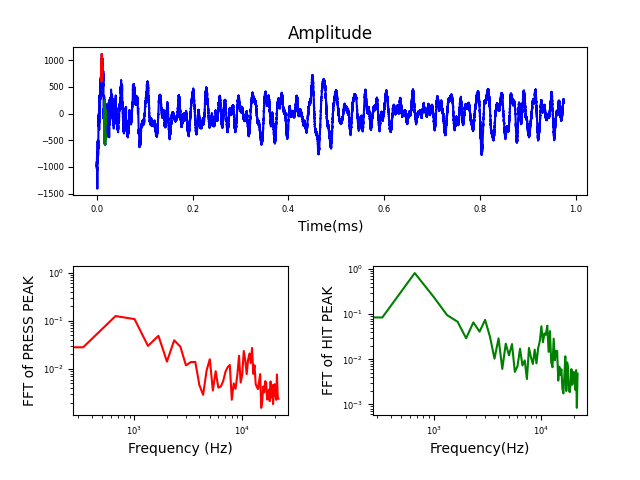 Amplitude
1000
500
0
−500
−1000
−1500
0.0 0.2 0.4 0.6 0.8 1.0
Time(ms)
FFT of PRESS PEAK
10⁰
10⁻¹
10⁻²
10³ 10⁴
Frequency (Hz)
FFT of HIT PEAK
10⁰
10⁻¹
10⁻²
10⁻³
10³ 10⁴
Frequency(Hz)